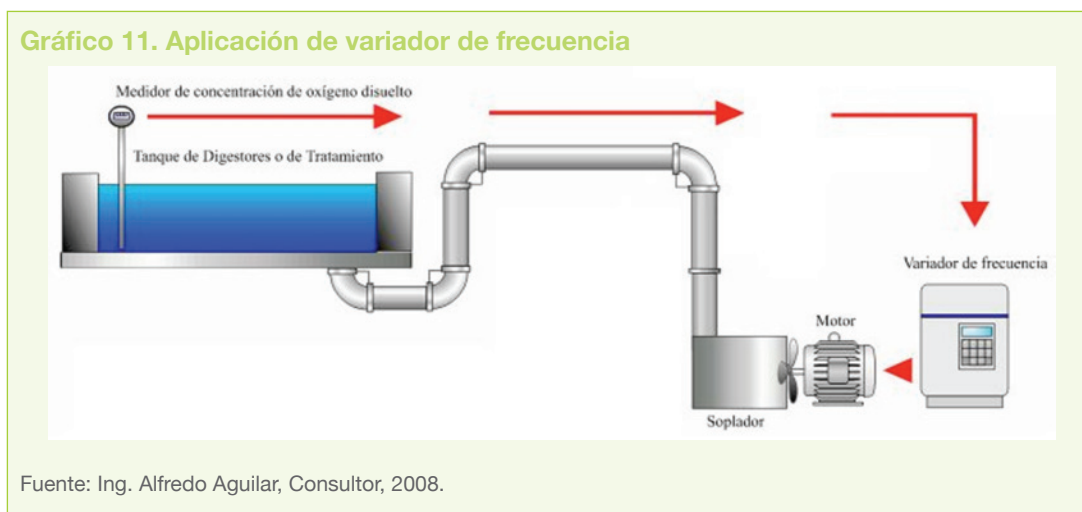 Gráfico 11. Aplicación de variador de frecuencia
Medidor de concentración de oxígeno disuelto
Tanque de Digestores o de Tratamiento
Variador de frecuencia
Motor
Soplador
Fuente: Ing. Alfredo Aguilar, Consultor, 2008.